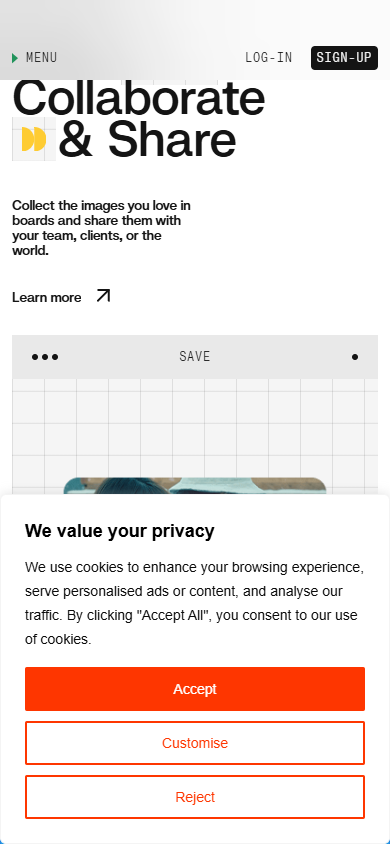 MENU
LOG-IN
SIGN-UP
Collaborate
& Share
Collect the images you love in
boards and share them with
your team, clients, or the
world.
Learn more
SAVE
We value your privacy
We use cookies to enhance your browsing experience,
serve personalised ads or content, and analyse our
traffic. By clicking "Accept All", you consent to our use
of cookies.
Accept
Customise
Reject